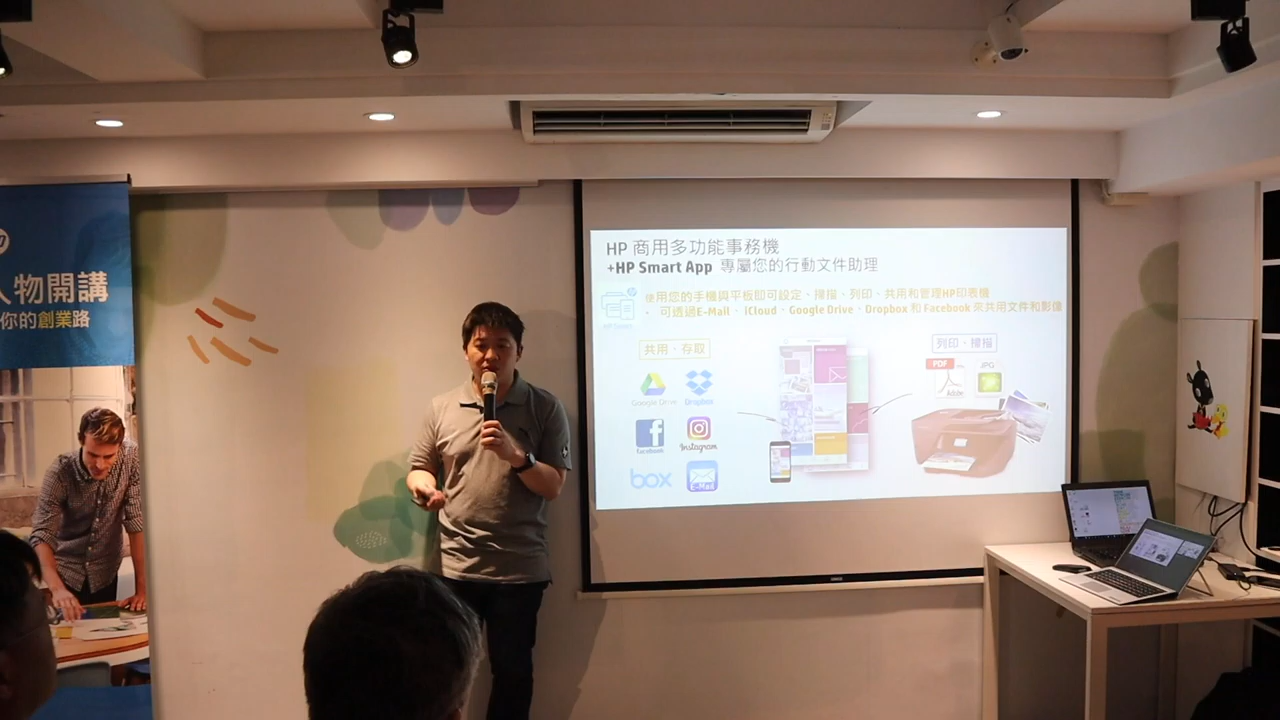 人物開講
你的創業路
HP 商用多功能事務機
+HP Smart App 專屬您的行動文件助理
使用您的手機與平板即可設定、掃描、列印、共用和管理HP印表機
• 可透過E-Mail、iCloud、Google Drive、Dropbox 和 Facebook 來共用文件和影像
HP Smart
共用、存取
列印、掃描
Google Drive
Dropbox
PDF
Adobe
JPG
Facebook
Instagram
box
E-Mail